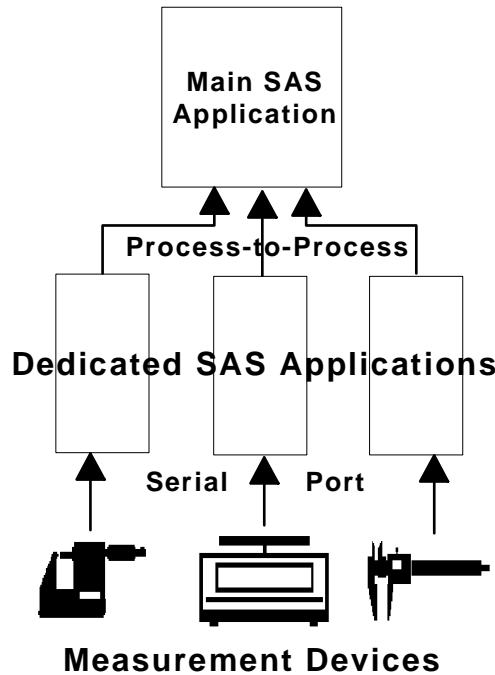 Main SAS
Application
Process-to-Process
Dedicated SAS Applications
Serial Port
Measurement Devices